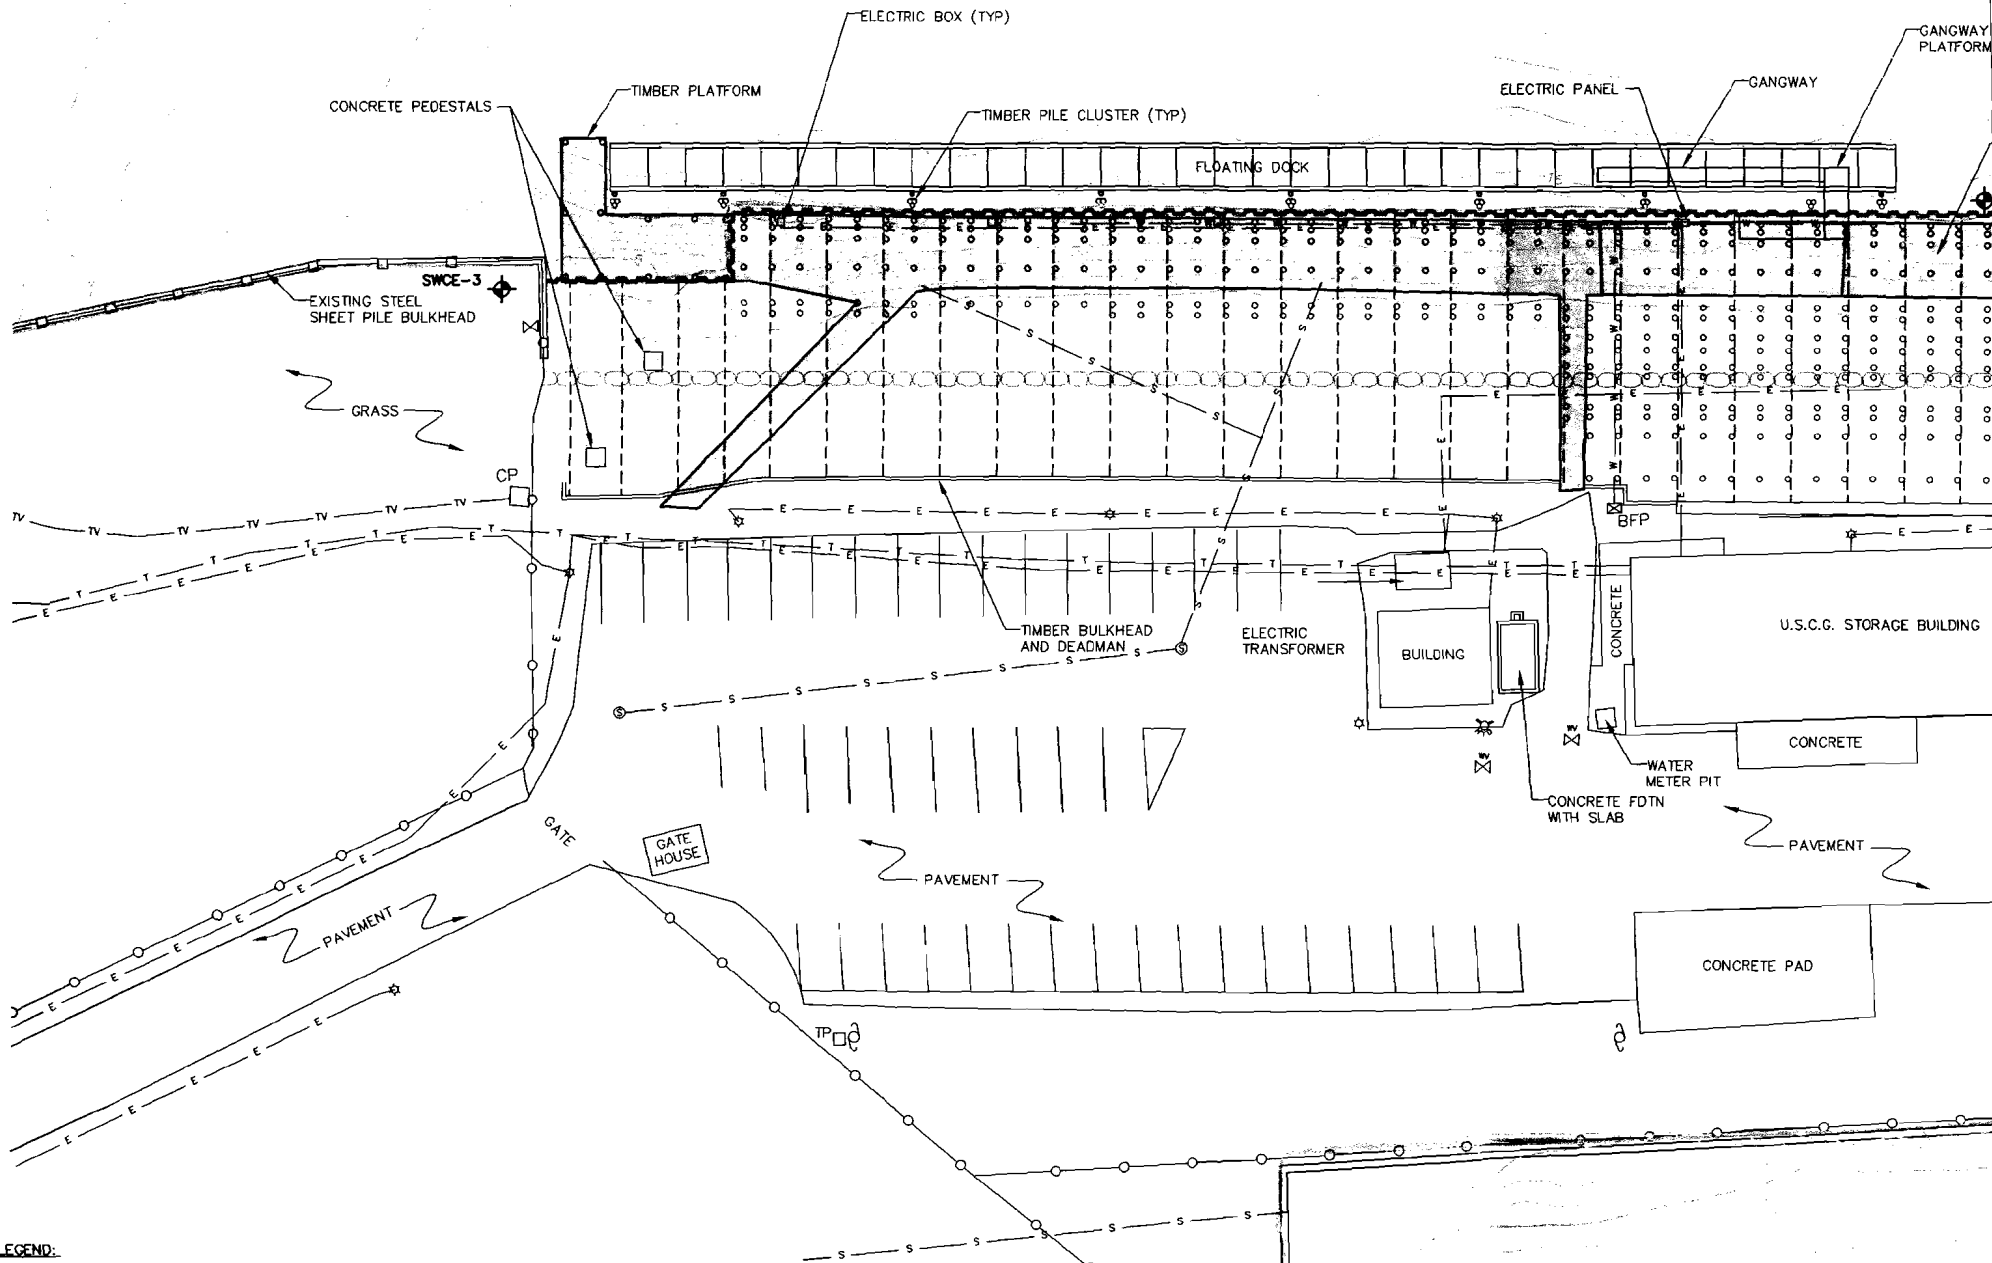 ELECTRIC BOX (TYP)
GANGWAY
PLATFORM
TIMBER PLATFORM
ELECTRIC PANEL
GANGWAY
CONCRETE PEDESTALS
TIMBER PILE CLUSTER (TYP)
FLOATING DOCK
SWCE-3
EXISTING STEEL
SHEET PILE BULKHEAD
GRASS
CP
BFP
TIMBER BULKHEAD
AND DEADMAN
ELECTRIC
TRANSFORMER
BUILDING
CONCRETE
U.S.C.G. STORAGE BUILDING
CONCRETE
WATER
METER PIT
CONCRETE FDTN
WITH SLAB
GATE
GATE
HOUSE
PAVEMENT
PAVEMENT
PAVEMENT
CONCRETE PAD
TP
EGEND: